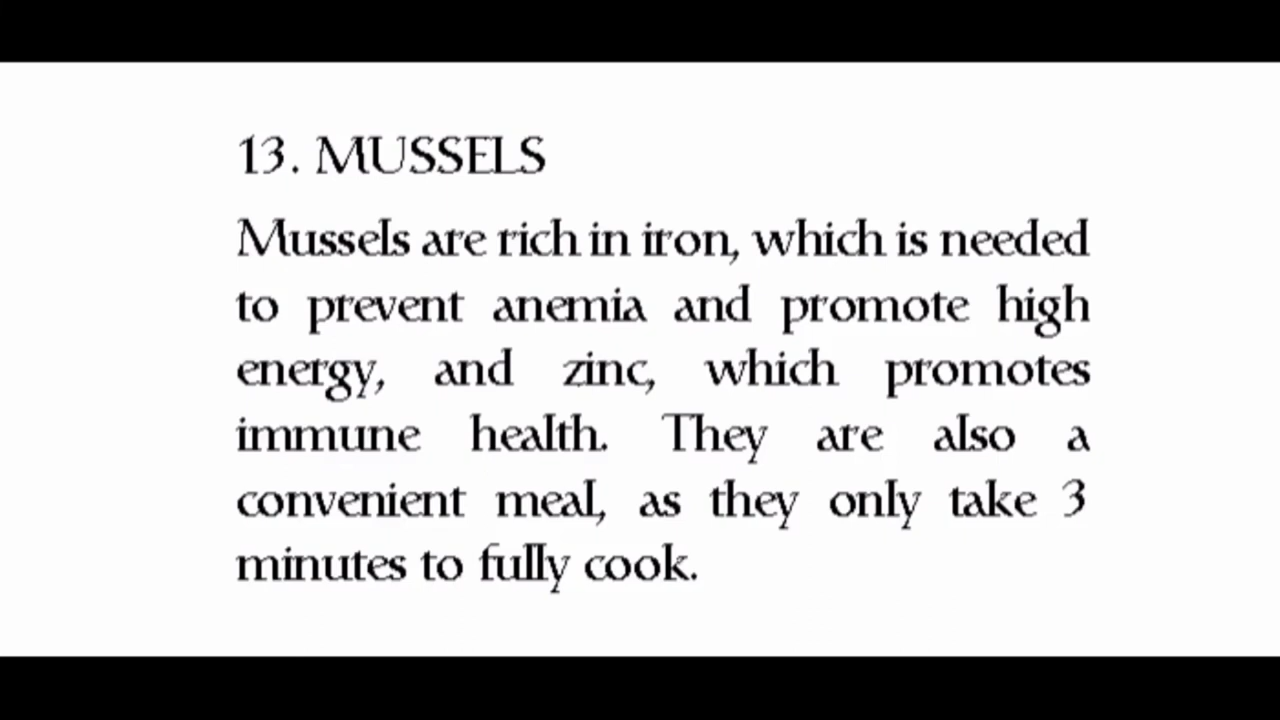 13. MUSSELS
Mussels are rich in iron, which is needed
to prevent anemia and promote high
energy, and zinc, which promotes
immune health. They are also a
convenient meal, as they only take 3
minutes to fully cook.